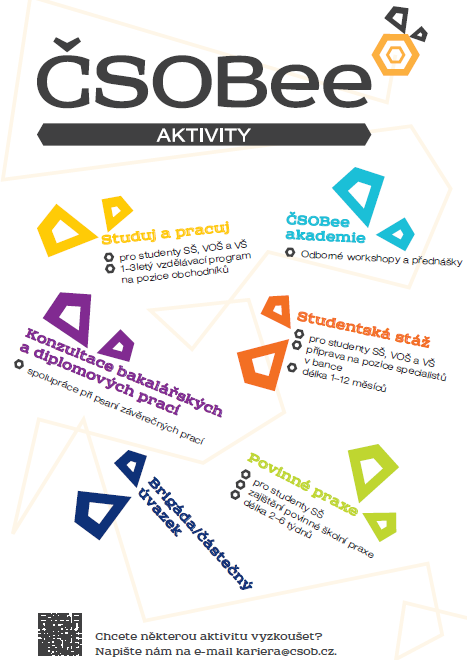 ČSOBee
AKTIVITY
Studuj a pracuj
pro studenty SŠ, VOŠ a VŠ
1–3letý vzdělávací program
na pozice obchodníků
ČSOBee
akademie
Odborné workshopy a přednášky
Konzultace bakalářských
a diplomových prací
spolupráce při psaní závěrečných prací
Studentská stáž
pro studenty SŠ, VOŠ a VŠ
příprava na pozice specialistů
v bance
délka 1–12 měsíců
Brigáda/částečný
úvazek
Povinné praxe
pro studenty SŠ
zajištění povinné školní praxe
délka 2–6 týdnů
Chcete některou aktivitu vyzkoušet?
Napište nám na e-mail kariera@csob.cz.